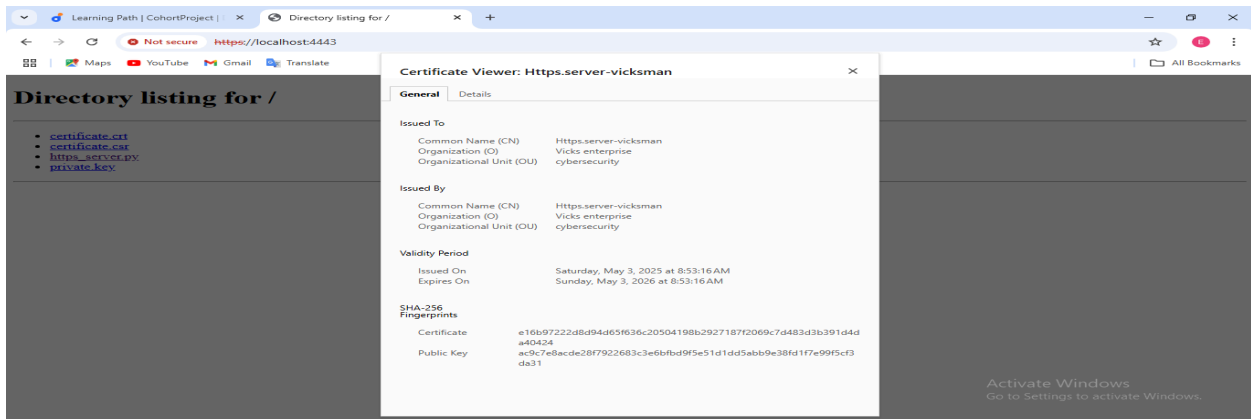 Learning Path | CohortProject |
Directory listing for /
Not secure https://localhost:4443
E
Maps YouTube Gmail Translate All Bookmarks
Directory listing for /
certificate.crt
certificate.csr
https_server.py
private.key
Certificate Viewer: Https.server-vicksman
General Details
Issued To
Common Name (CN) Https.server-vicksman
Organization (O) Vicks enterprise
Organizational Unit (OU) cybersecurity
Issued By
Common Name (CN) Https.server-vicksman
Organization (O) Vicks enterprise
Organizational Unit (OU) cybersecurity
Validity Period
Issued On Saturday, May 3, 2025 at 8:53:16 AM
Expires On Sunday, May 3, 2026 at 8:53:16 AM
SHA-256
Fingerprints
Certificate e16b97222d8d94d65f636c20504198b2927187f2069c7d483d3b391d4d
a40424
Public Key ac9c7e8acde28f7922683c3e6bfbd9f5e51d1dd5abb9e38fd1f7e99f5cf3
da31
Activate Windows
Go to Settings to activate Windows.